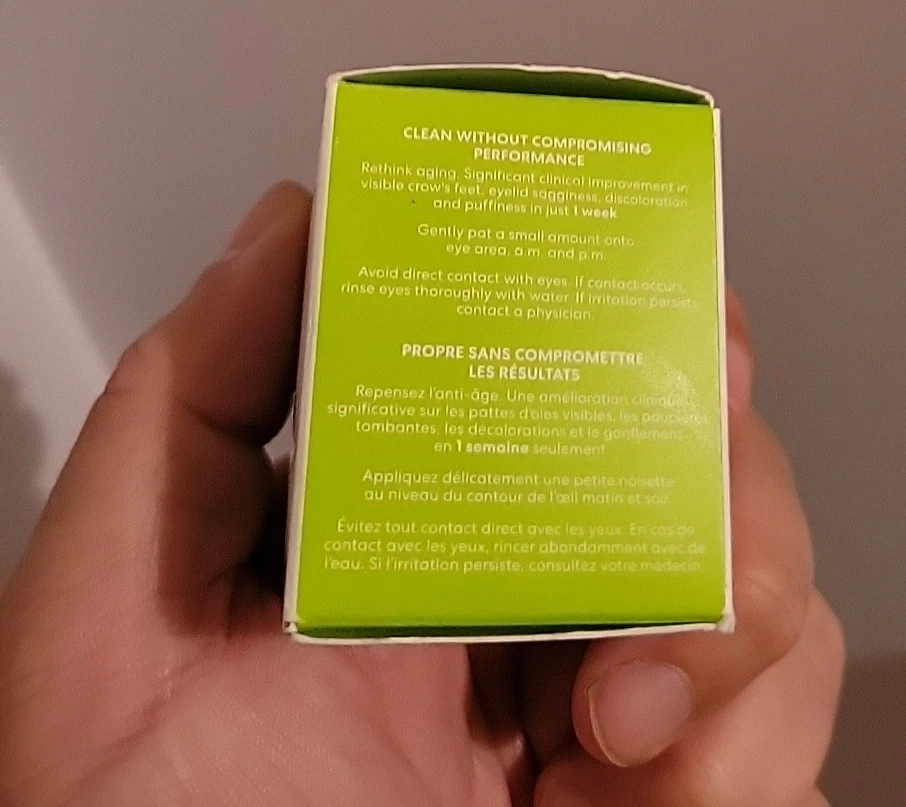 CLEAN WITHOUT COMPROMISING
PERFORMANCE
Rethink aging. Significant clinical improvement in
visible crow's feet, eyelid sagginess, discoloration
and puffiness in just 1 week.
Gently pat a small amount onto
eye area, a.m. and p.m.
Avoid direct contact with eyes. If contact occurs,
rinse eyes thoroughly with water. If irritation persists,
contact a physician.
PROPRE SANS COMPROMETTRE
LES RÉSULTATS
Repensez l'anti-âge. Une amélioration clinique
significative sur les pattes d'oies visibles, les paupières
tombantes, les décolorations et le gonflement
en 1 semaine seulement.
Appliquez délicatement une petite noisette
au niveau du contour de l'œil matin et soir.
Évitez tout contact direct avec les yeux. En cas de
contact avec les yeux, rincer abondamment avec de
l'eau. Si l'irritation persiste, consultez votre médecin.